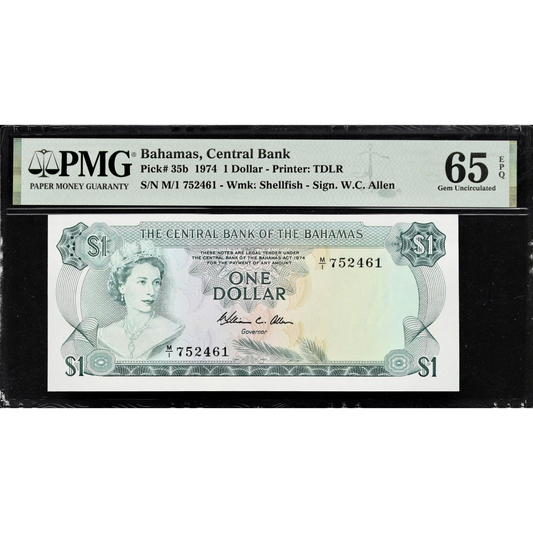 PMG®
PAPER MONEY GUARANTY
Bahamas, Central Bank
Pick# 35b 1974 1 Dollar - Printer: TDLR
S/N M/1 752461 - Wmk: Shellfish - Sign. W.C. Allen
65 EPQ
Gem Uncirculated
THE CENTRAL BANK OF THE BAHAMAS
$1
THESE NOTES ARE LEGAL TENDER UNDER
THE CENTRAL BANK OF THE BAHAMAS ACT 1974
FOR THE PAYMENT OF ANY AMOUNT
$1
M/1 752461
ONE
DOLLAR
William C. Allen
Governor
M/1 752461
$1
$1